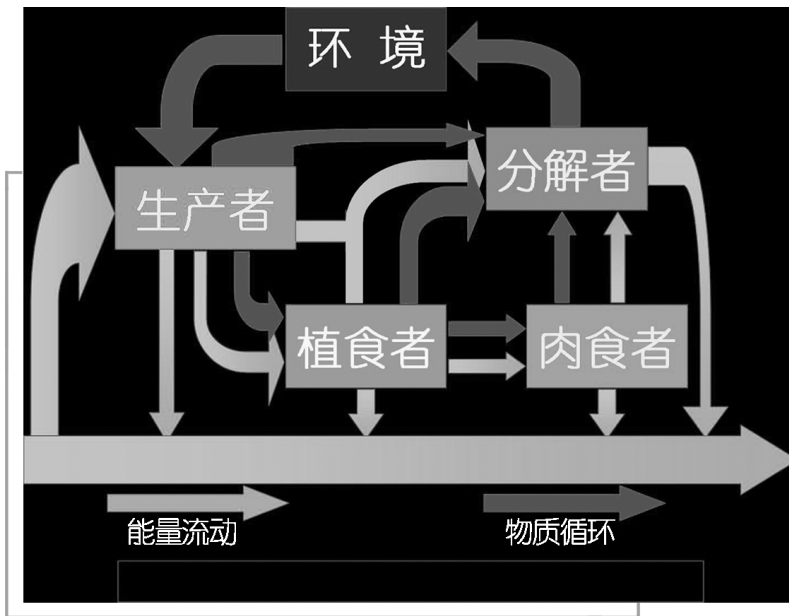 环 境
分解者
生产者
植食者
肉食者
能量流动
物质循环